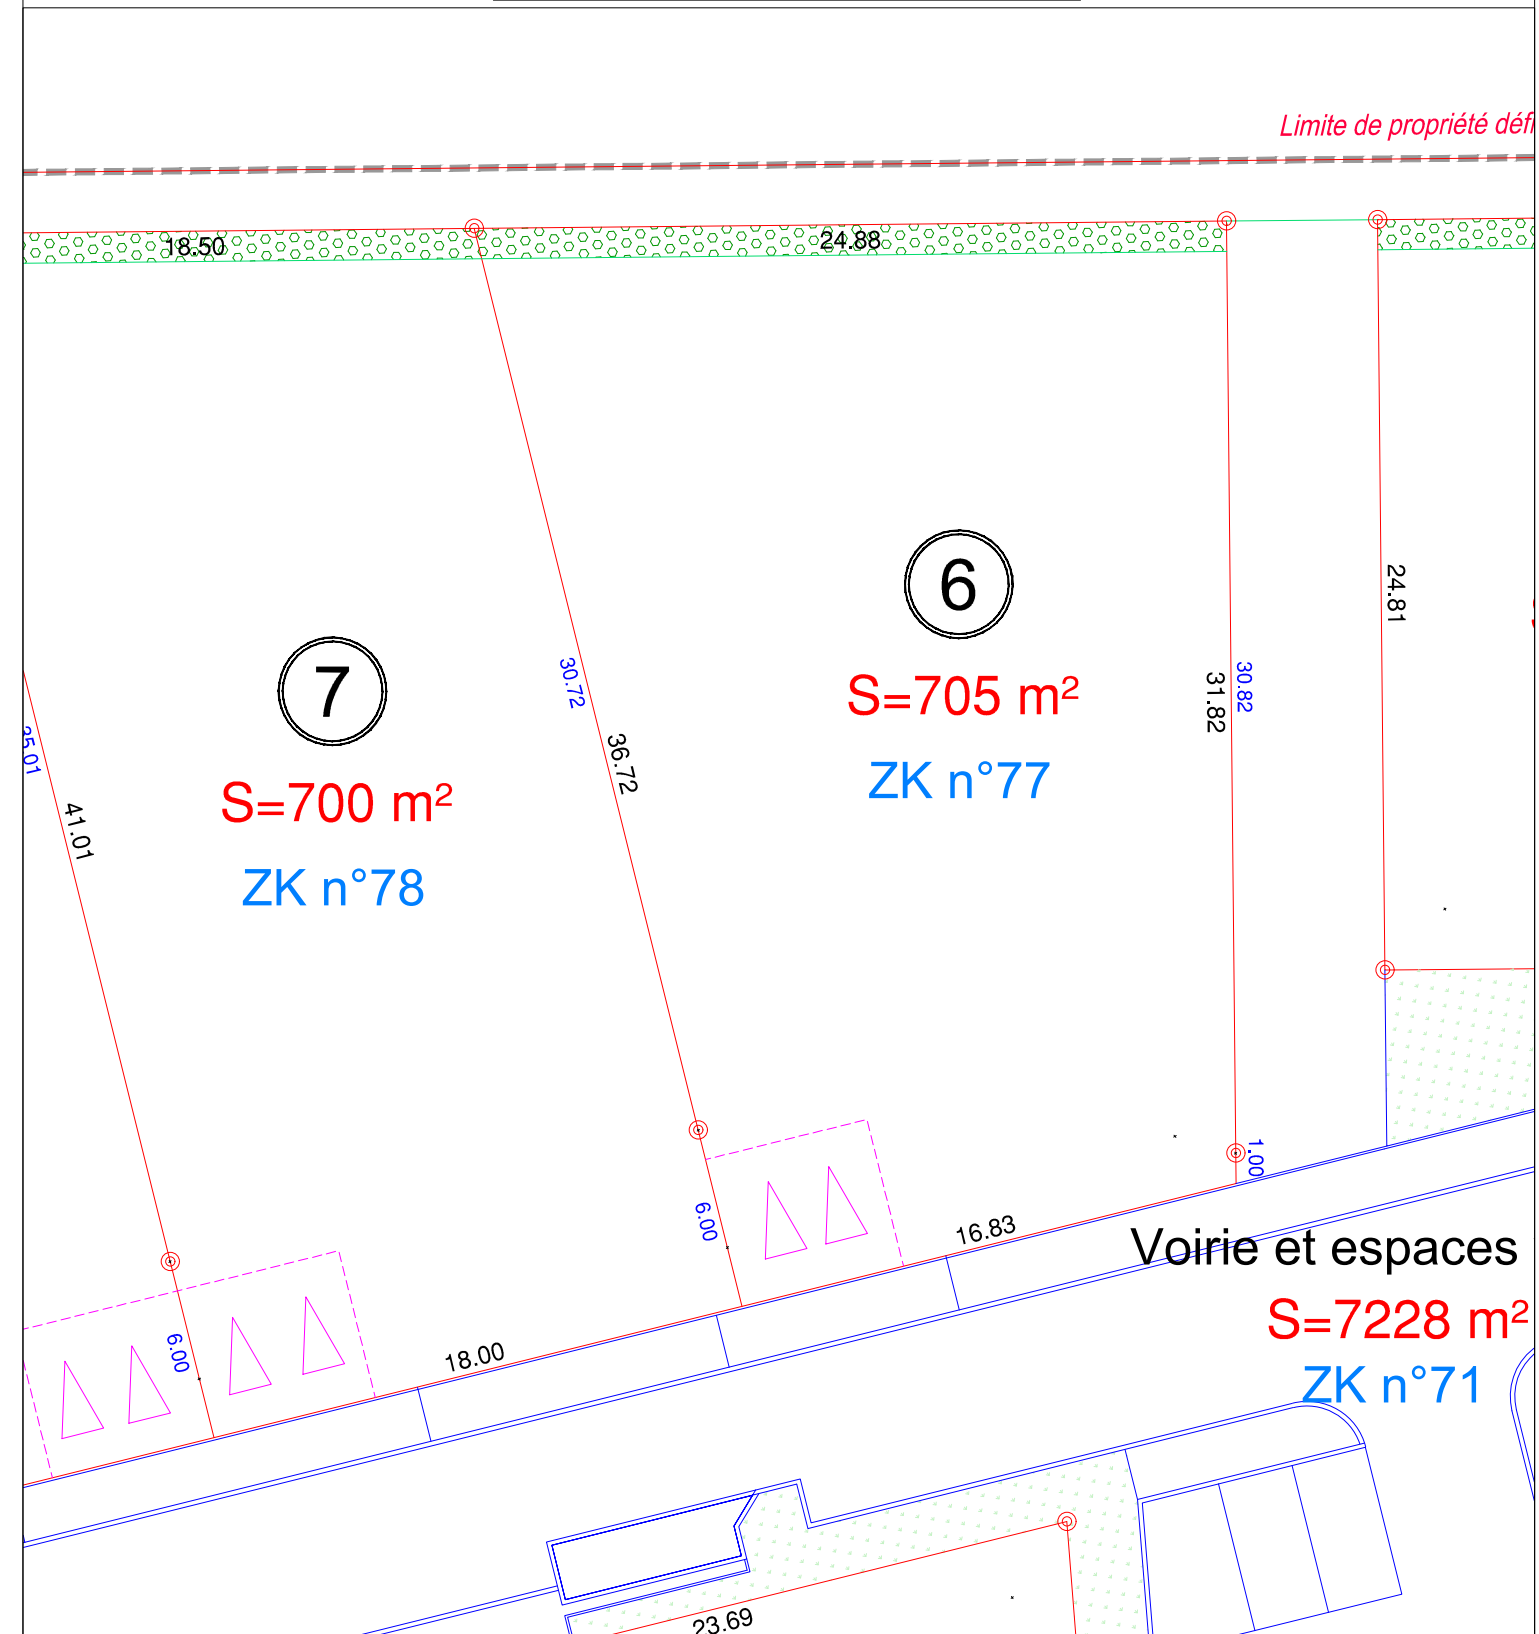 Limite de propriété défi
18.50
24.88
6
7
24.81
S=705 m²
30.72
30.82
31.82
S=700 m²
36.72
35.01
ZK n°77
41.01
ZK n°78
1.00
6.00
16.83
Voirie et espaces
S=7228 m²
6.00
18.00
ZK n°71
23.69